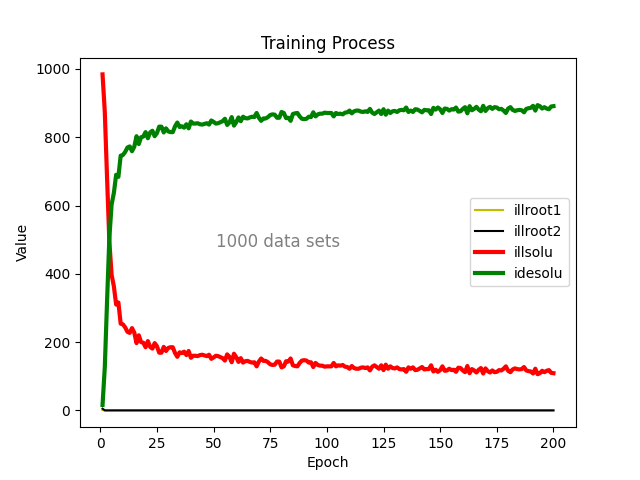 Training Process
1000
800
600
400
200
0
Value
1000 data sets
illroot1
illroot2
illsolu
idesolu
0 25 50 75 100 125 150 175 200
Epoch